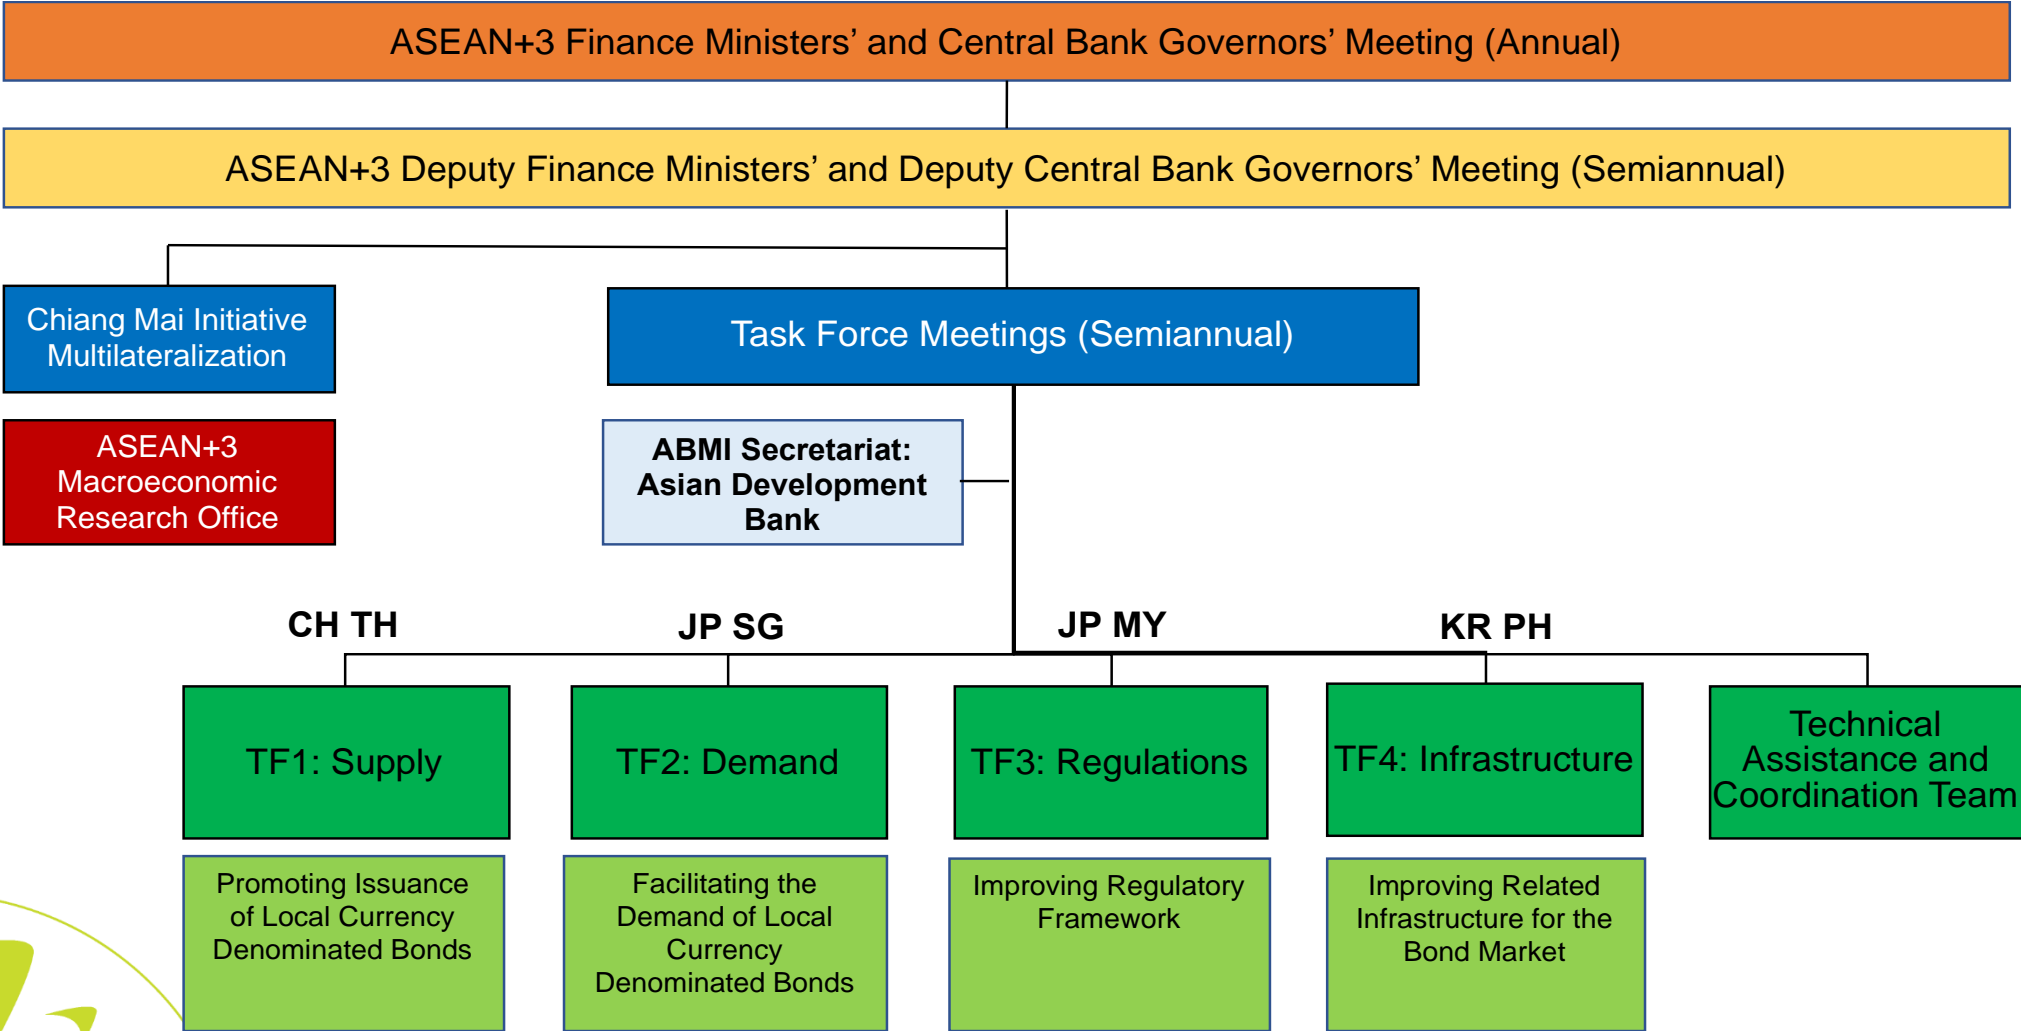 ASEAN+3 Finance Ministers’ and Central Bank Governors’ Meeting (Annual)
ASEAN+3 Deputy Finance Ministers’ and Deputy Central Bank Governors’ Meeting (Semiannual)
Chiang Mai Initiative
Multilateralization
Task Force Meetings (Semiannual)
ASEAN+3
Macroeconomic
Research Office
ABMI Secretariat:
Asian Development
Bank
CH TH
JP SG
JP MY
KR PH
TF1: Supply
TF2: Demand
TF3: Regulations
TF4: Infrastructure
Technical
Assistance and
Coordination Team
Promoting Issuance
of Local Currency
Denominated Bonds
Facilitating the
Demand of Local
Currency
Denominated Bonds
Improving Regulatory
Framework
Improving Related
Infrastructure for the
Bond Market